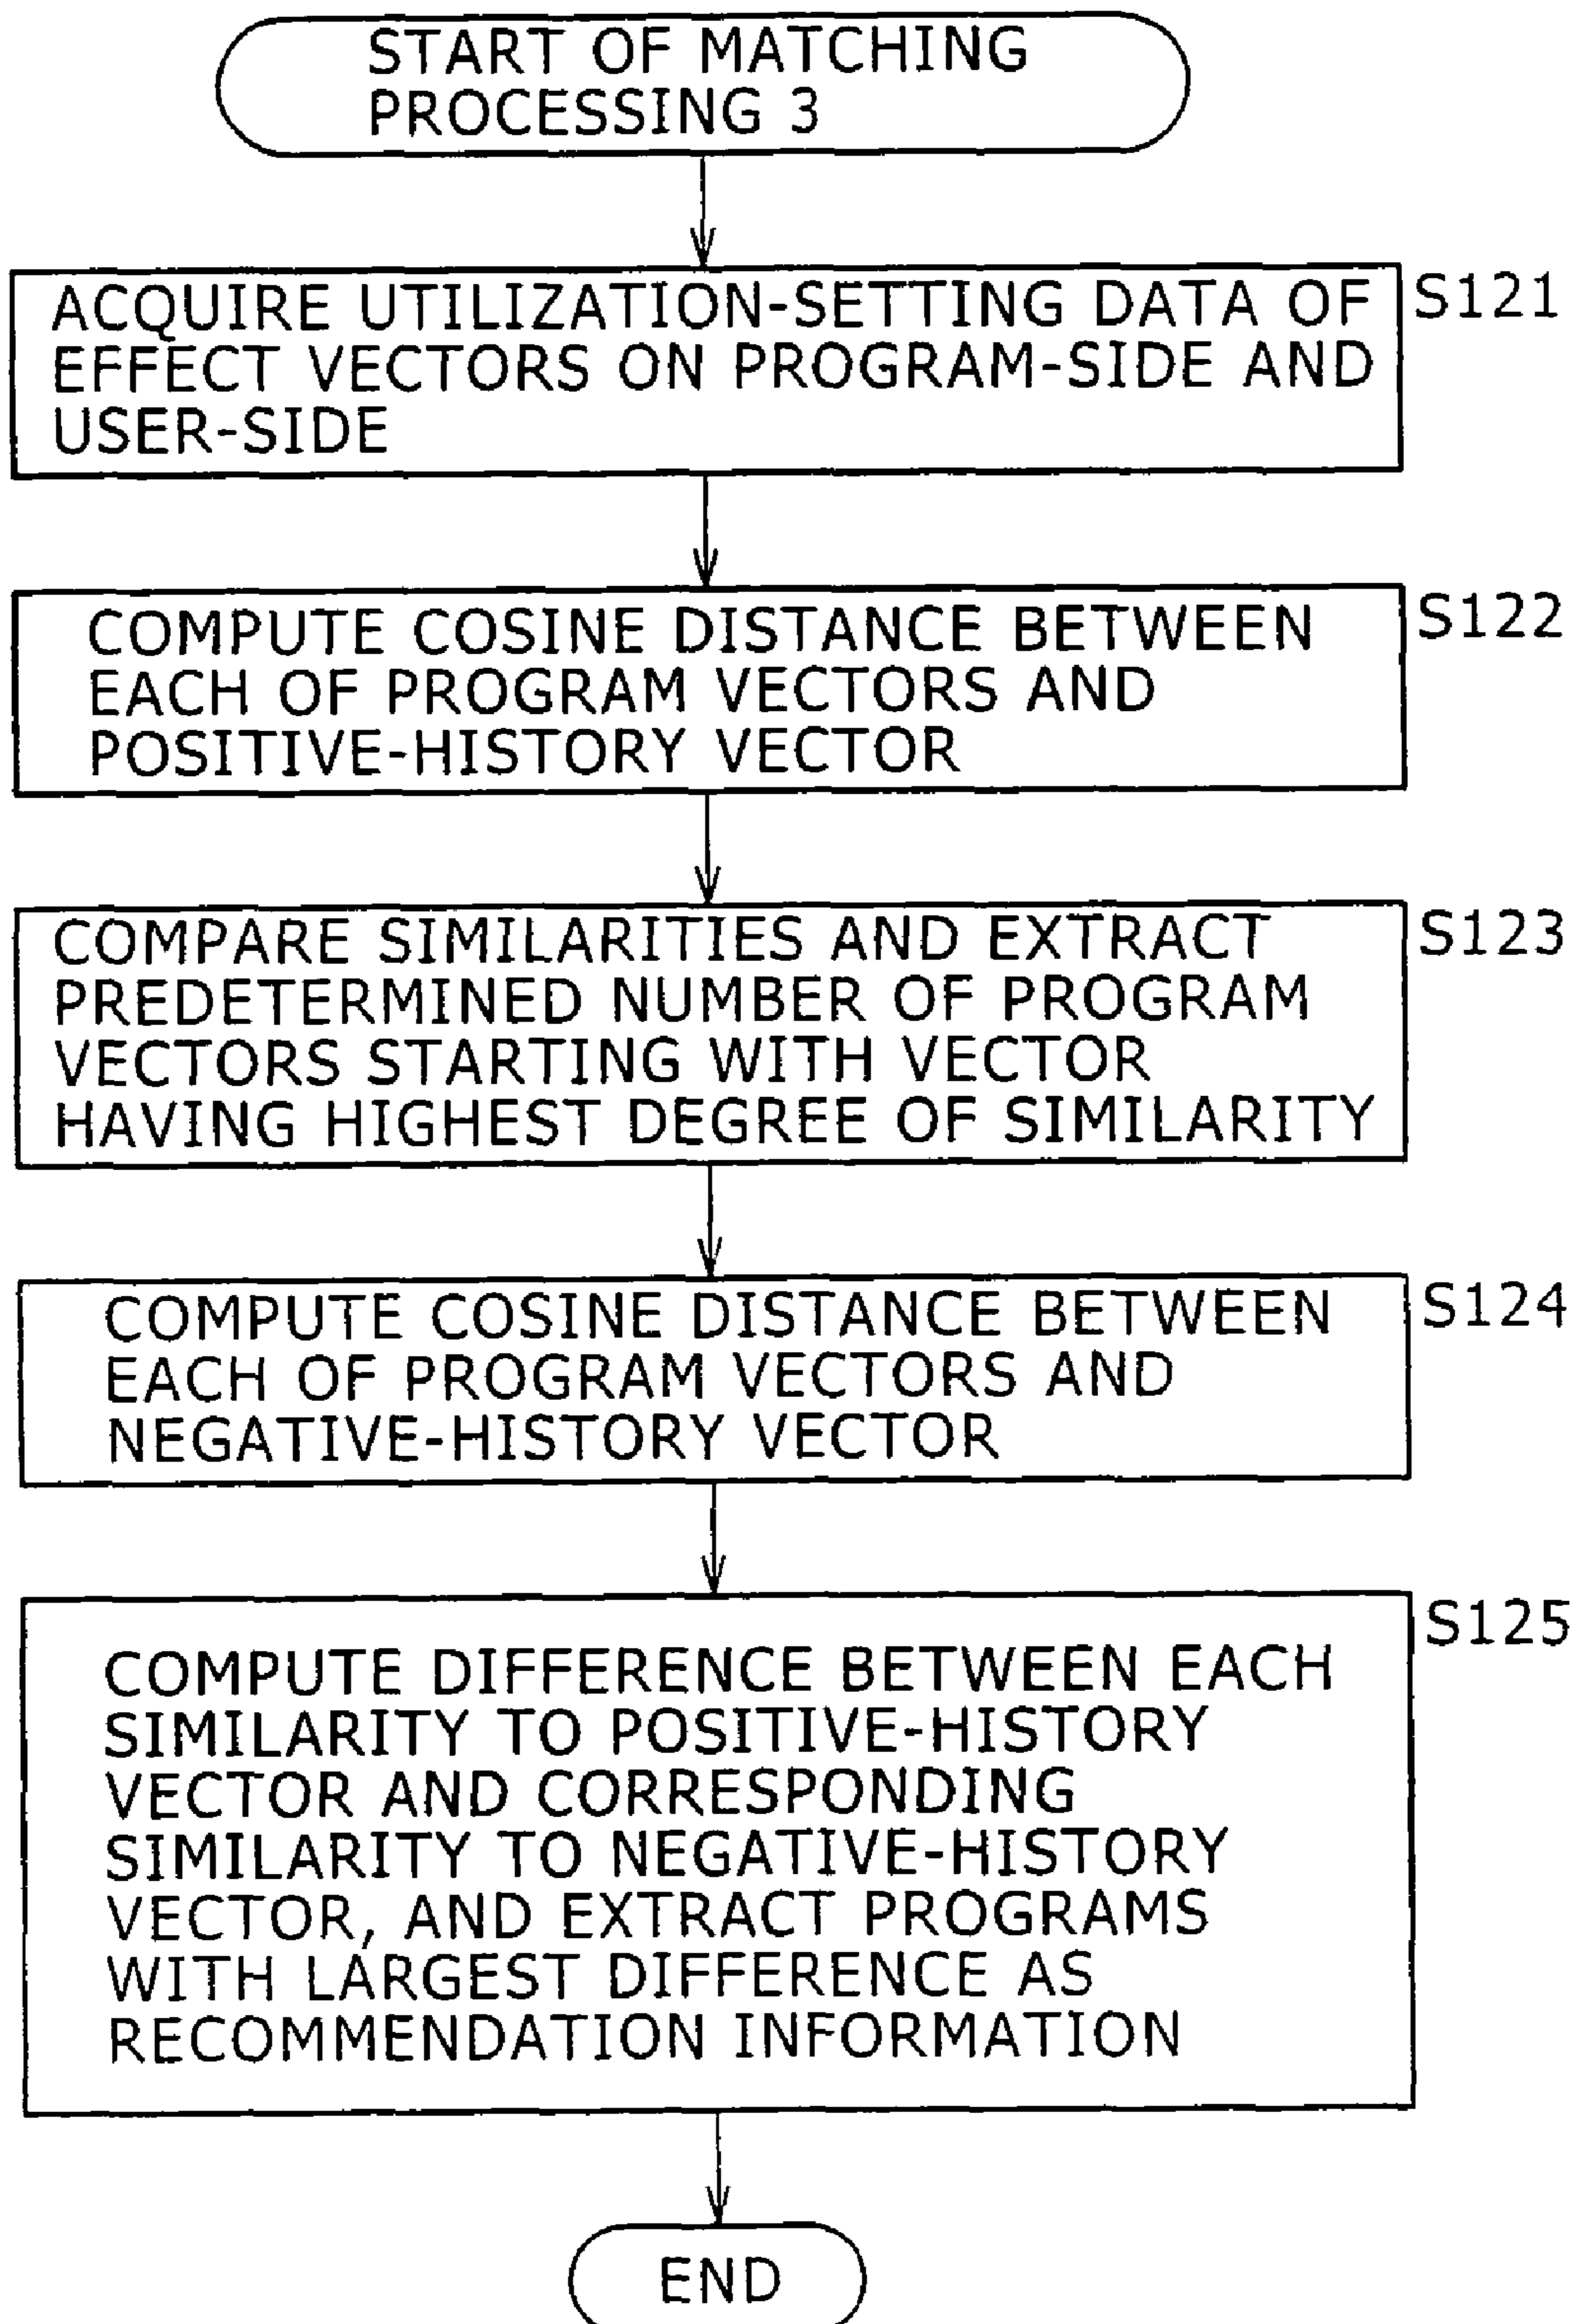 START OF MATCHING
PROCESSING 3
ACQUIRE UTILIZATION-SETTING DATA OF
EFFECT VECTORS ON PROGRAM-SIDE AND
USER-SIDE
S121
COMPUTE COSINE DISTANCE BETWEEN
EACH OF PROGRAM VECTORS AND
POSITIVE-HISTORY VECTOR
S122
COMPARE SIMILARITIES AND EXTRACT
PREDETERMINED NUMBER OF PROGRAM
VECTORS STARTING WITH VECTOR
HAVING HIGHEST DEGREE OF SIMILARITY
S123
COMPUTE COSINE DISTANCE BETWEEN
EACH OF PROGRAM VECTORS AND
NEGATIVE-HISTORY VECTOR
S124
COMPUTE DIFFERENCE BETWEEN EACH
SIMILARITY TO POSITIVE-HISTORY
VECTOR AND CORRESPONDING
SIMILARITY TO NEGATIVE-HISTORY
VECTOR, AND EXTRACT PROGRAMS
WITH LARGEST DIFFERENCE AS
RECOMMENDATION INFORMATION
S125
END